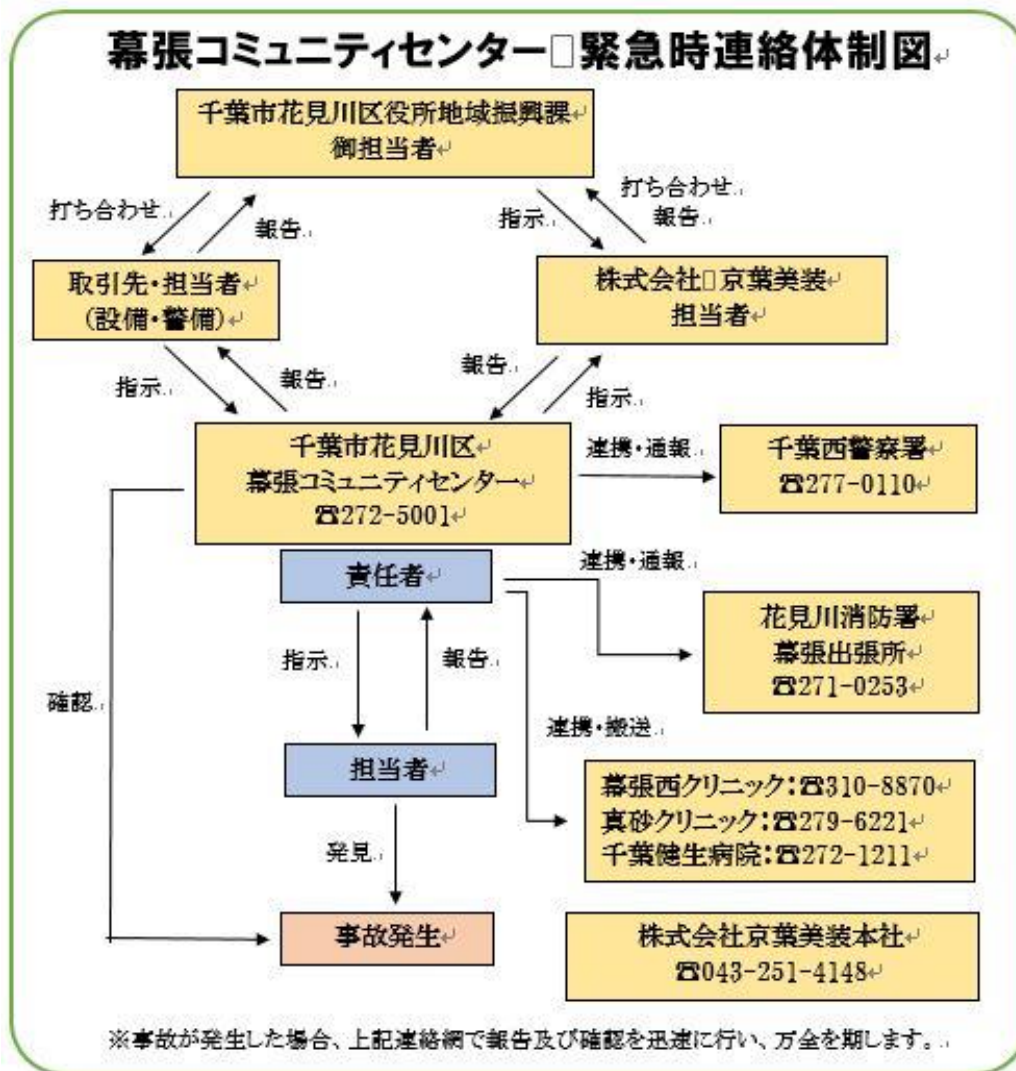 幕張コミュニティセンター□緊急時連絡体制図
千葉市花見川区役所地域振興課
御担当者
打ち合わせ
報告
指示
打ち合わせ
報告
取引先・担当者
(設備・警備)
株式会社□京葉美装
担当者
指示
報告
報告
指示
千葉市花見川区
幕張コミュニティセンター
☎272-5001
連携・通報
千葉西警察署
☎277-0110
責任者
連携・通報
花見川消防署
幕張出張所
☎271-0253
指示
報告
確認
連携・搬送
担当者
幕張西クリニック:☎310-8870
真砂クリニック:☎279-6221
千葉健生病院:☎272-1211
発見
事故発生
株式会社京葉美装本社
☎043-251-4148
※事故が発生した場合、上記連絡網で報告及び確認を迅速に行い、万全を期します。